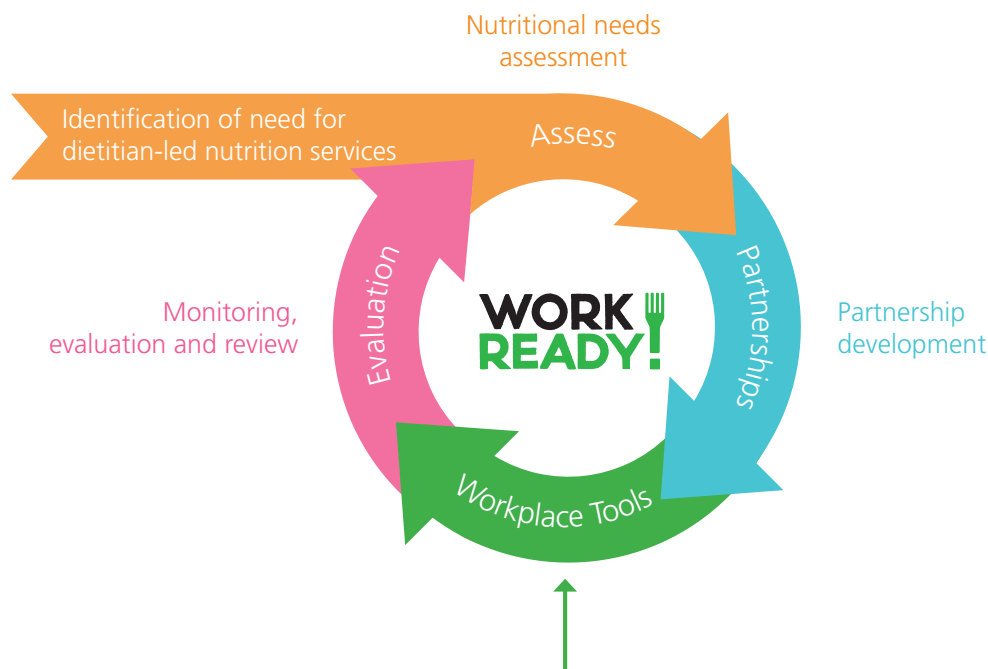 Nutritional needs
assessment
Identification of need for
dietitian-led nutrition services
Assess
Partnerships
Partnership
development
Workplace Tools
Evaluation
Monitoring,
evaluation and review
WORK
READY!